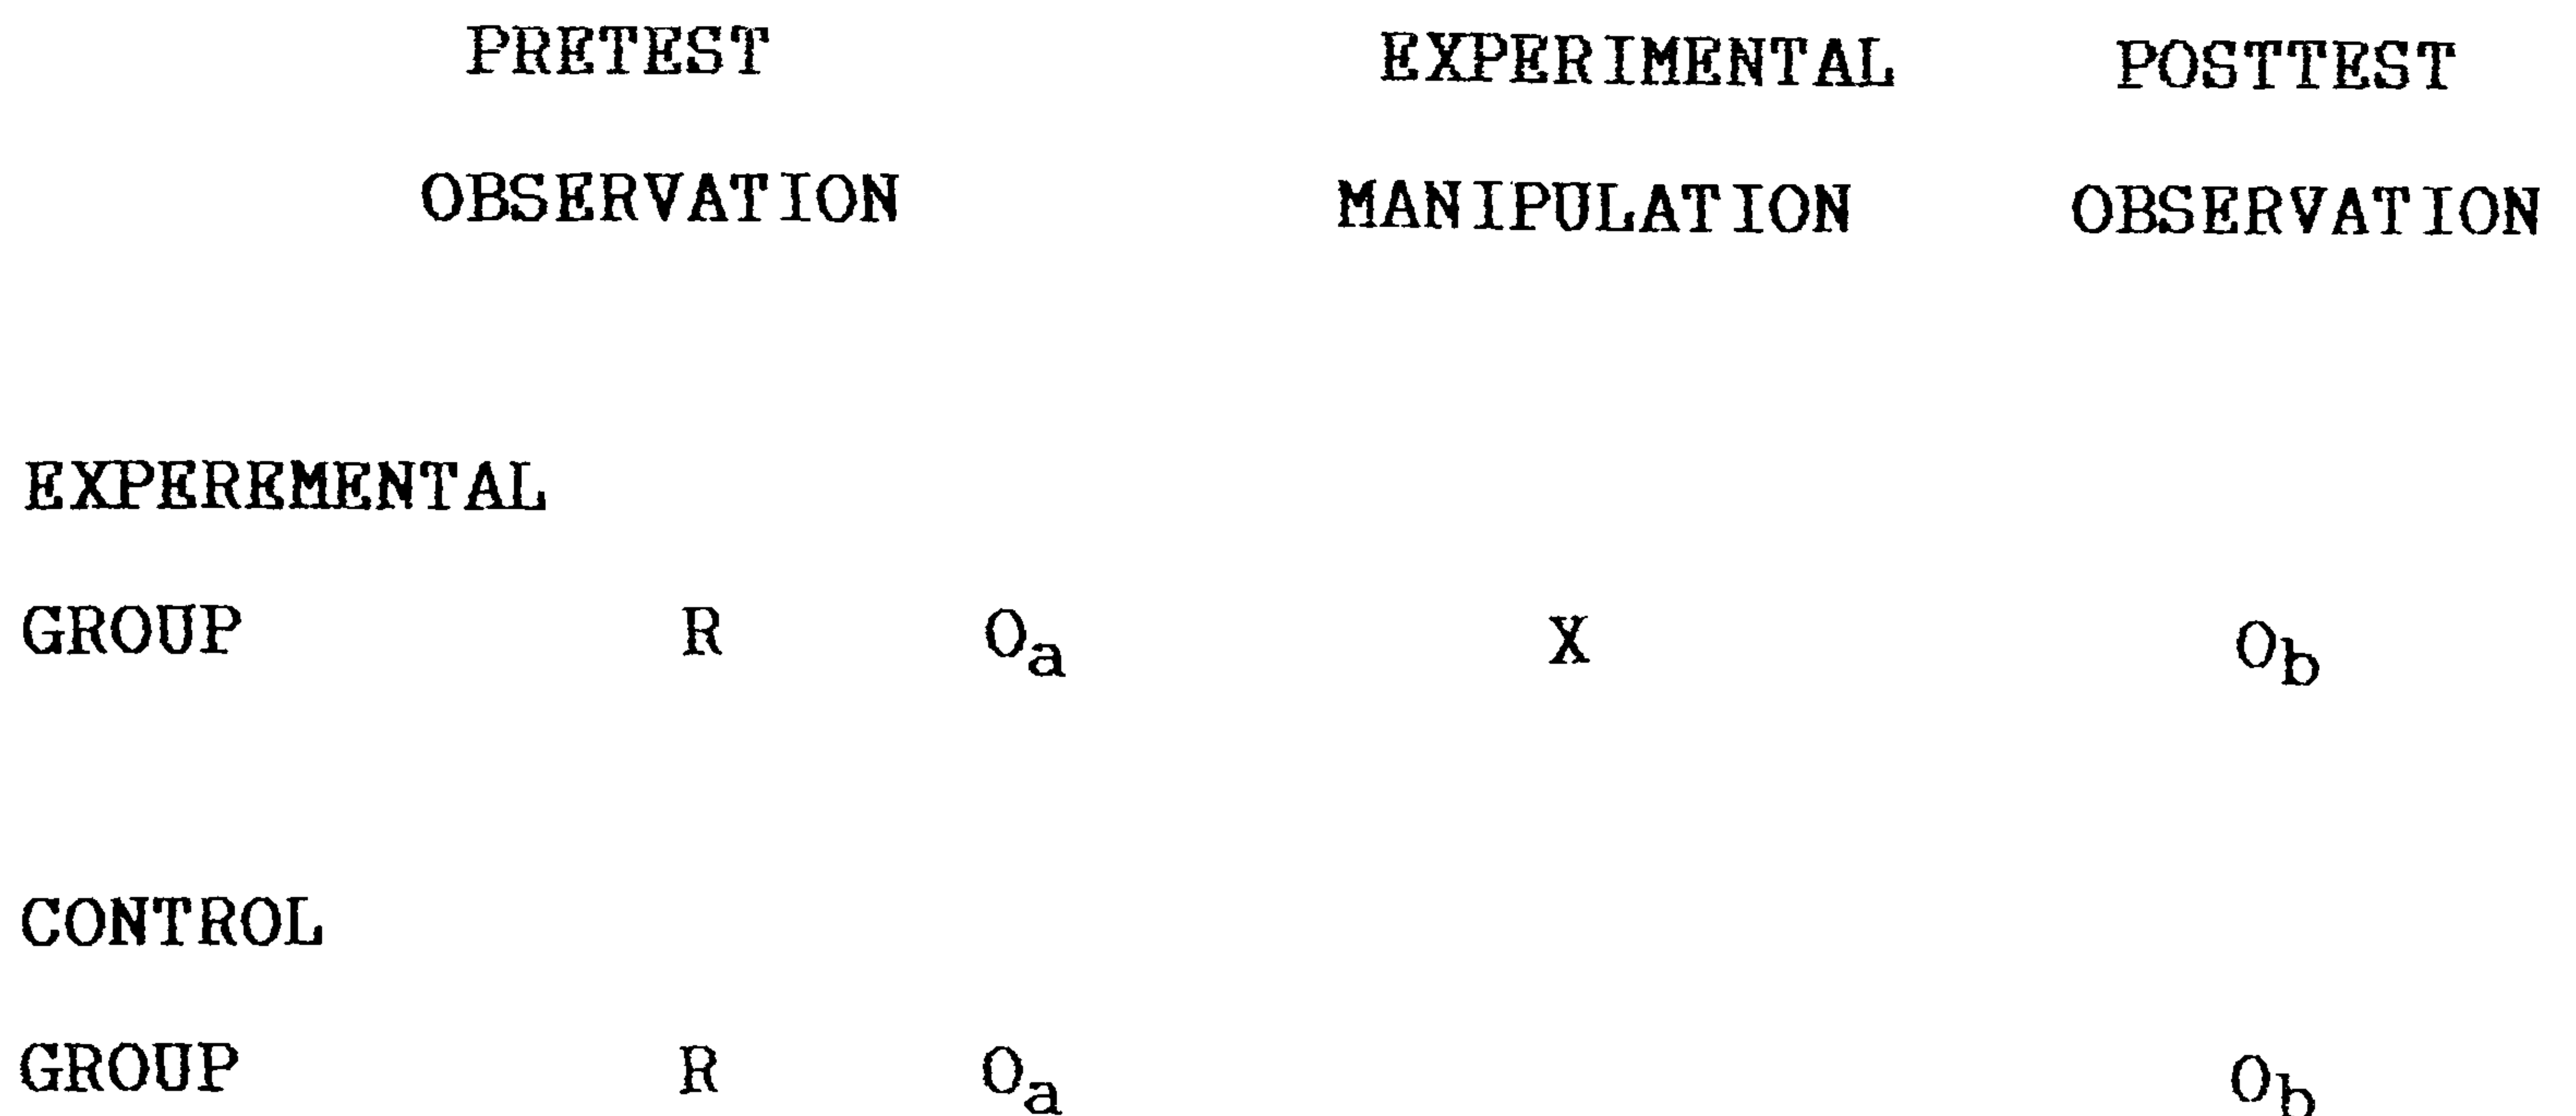 PRETEST EXPERIMENTAL POSTTEST
OBSERVATION MANIPULATION OBSERVATION
EXPEREMENTAL
GROUP R Oa X Ob
CONTROL
GROUP R Oa Ob